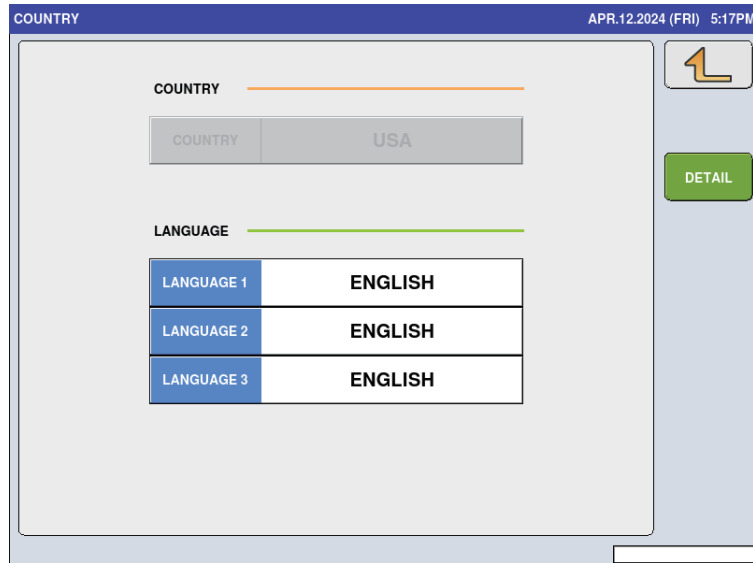 COUNTRY APR.12.2024 (FRI) 5:17PM
COUNTRY
COUNTRY USA
DETAIL
LANGUAGE
LANGUAGE 1 ENGLISH
LANGUAGE 2 ENGLISH
LANGUAGE 3 ENGLISH